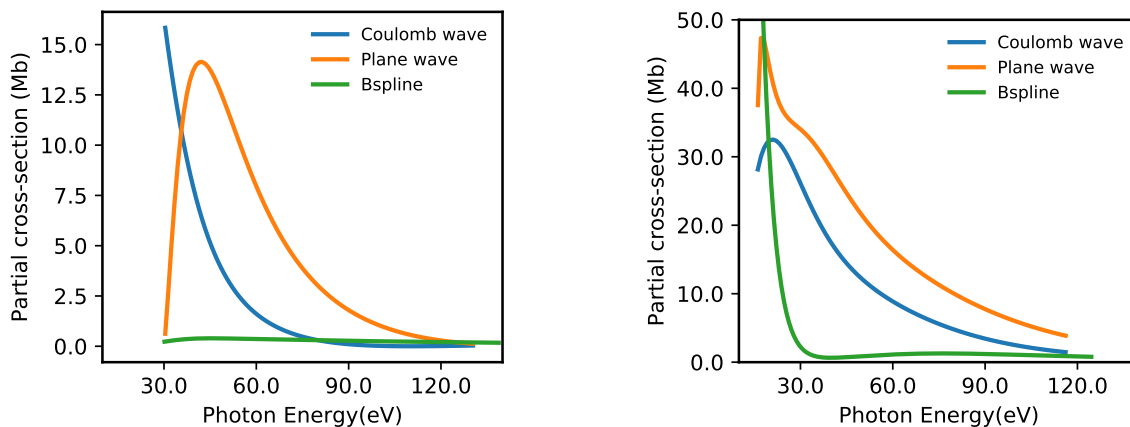 Partial cross-section (Mb)
15.0
12.5
10.0
7.5
5.0
2.5
0.0
Coulomb wave
Plane wave
Bspline
30.0 60.0 90.0 120.0
Photon Energy(eV)
Partial cross-section (Mb)
50.0
40.0
30.0
20.0
10.0
0.0
Coulomb wave
Plane wave
Bspline
30.0 60.0 90.0 120.0
Photon Energy(eV)